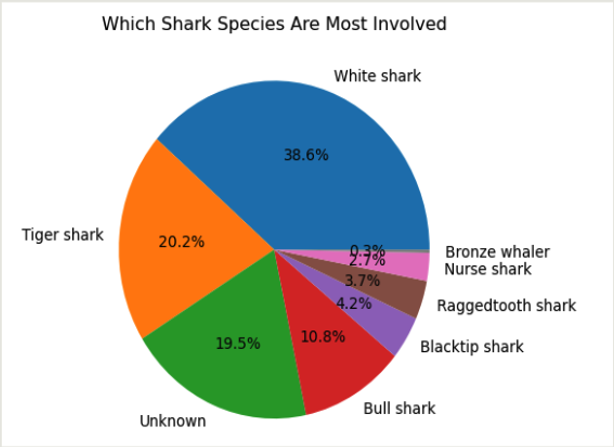 Which Shark Species Are Most Involved
White shark
38.6%
Tiger shark
20.2%
Unknown
19.5%
Bull shark
10.8%
Blacktip shark
4.2%
Raggedtooth shark
3.7%
Nurse shark
2.7%
Bronze whaler
0.3%